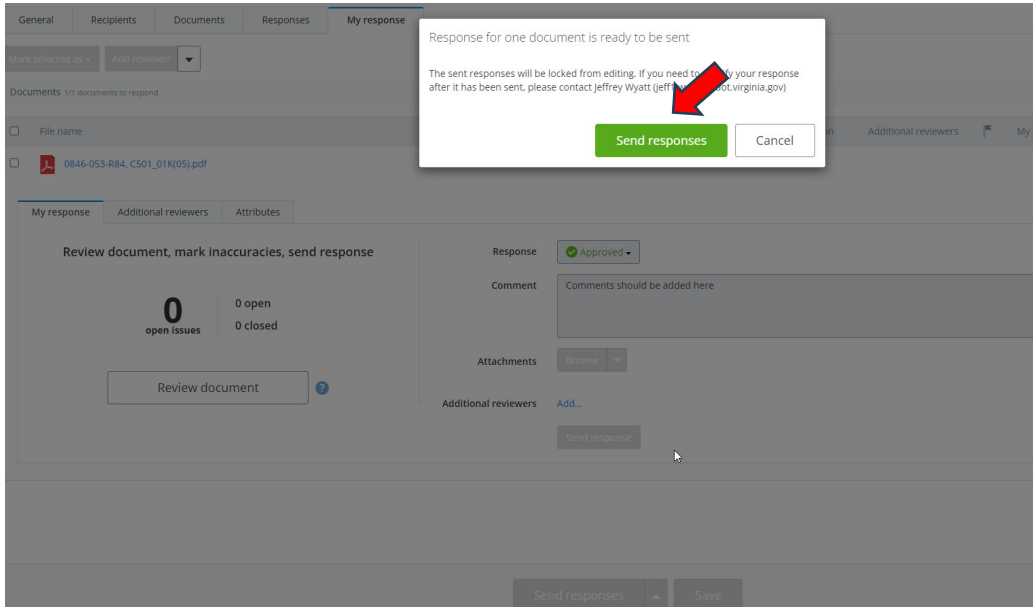 General Recipients Documents Responses My response
Mark selected as Add reviewer
Documents 1/1 documents to respond
File name Additional reviewers My
0846-053-R84, C501_01K(05).pdf
Response for one document is ready to be sent
The sent responses will be locked from editing. If you need to your response
after it has been sent, please contact Jeffrey Wyatt
Send responses Cancel
My response Additional reviewers Attributes
Review document, mark inaccuracies, send response
0
open issues
0 open
0 closed
Review document
Response Approved
Comment Comments should be added here
Attachments Browse
Additional reviewers Add...
Send response
Send responses Save